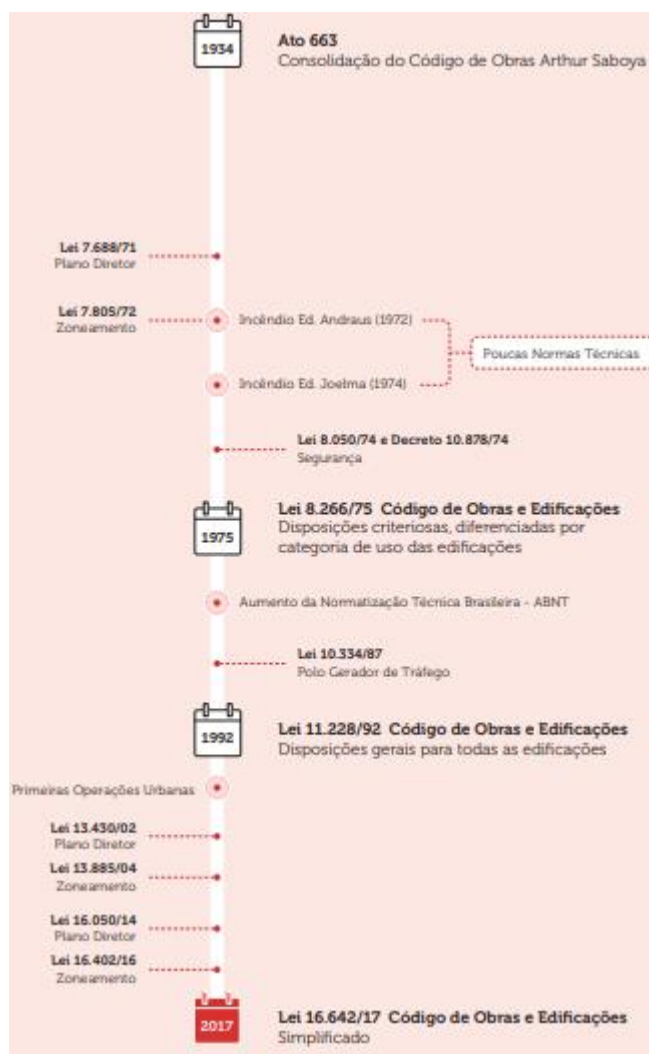 1934
Ato 663
Consolidação do Código de Obras Arthur Saboya
Lei 7.688/71
Plano Diretor
Lei 7.805/72
Zoneamento
Incêndio Ed. Andraus (1972)
Poucas Normas Técnicas
Incêndio Ed. Joelma (1974)
Lei 8.050/74 e Decreto 10.878/74
Segurança
1975
Lei 8.266/75 Código de Obras e Edificações
Disposições criteriosas, diferenciadas por
categoria de uso das edificações
Aumento da Normatização Técnica Brasileira - ABNT
Lei 10.334/87
Polo Gerador de Tráfego
1992
Lei 11.228/92 Código de Obras e Edificações
Disposições gerais para todas as edificações
Primeiras Operações Urbanas
Lei 13.430/02
Plano Diretor
Lei 13.885/04
Zoneamento
Lei 16.050/14
Plano Diretor
Lei 16.402/16
Zoneamento
2017
Lei 16.642/17 Código de Obras e Edificações
Simplificado